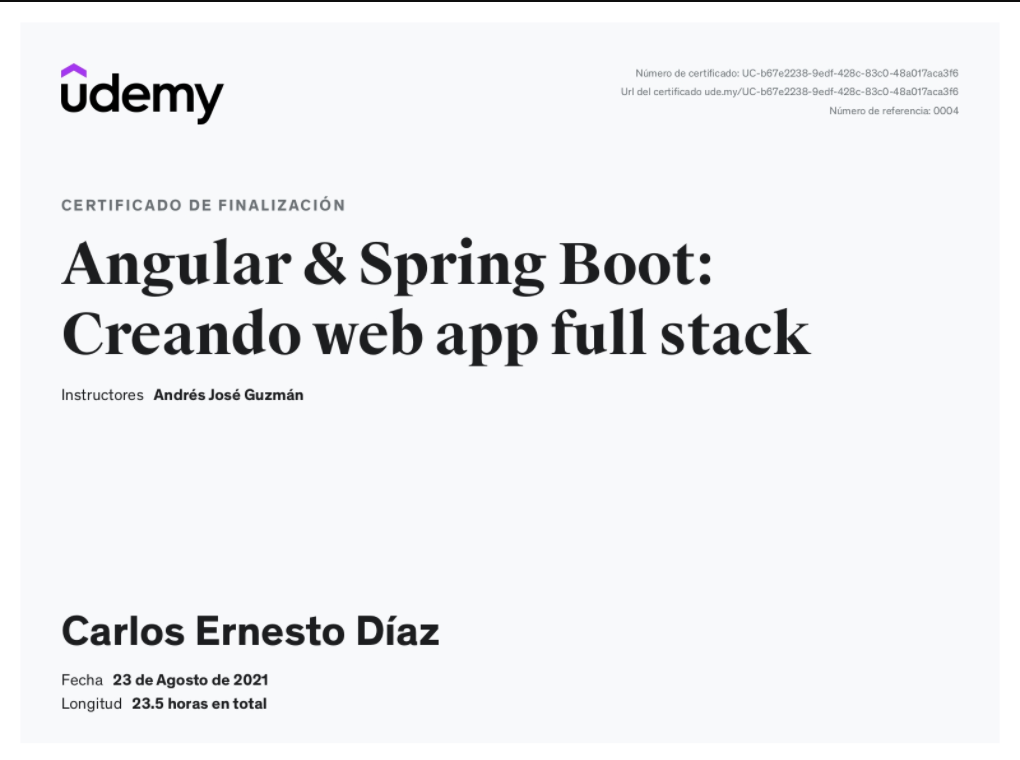 udemy
Número de certificado: UC-b67e2238-9edf-428c-83c0-48a017aca3f6
Url del certificado ude.my/UC-b67e2238-9edf-428c-83c0-48a017aca3f6
Número de referencia: 0004
CERTIFICADO DE FINALIZACIÓN
Angular & Spring Boot:
Creando web app full stack
Instructores Andrés José Guzmán
Carlos Ernesto Díaz
Fecha 23 de Agosto de 2021
Longitud 23.5 horas en total